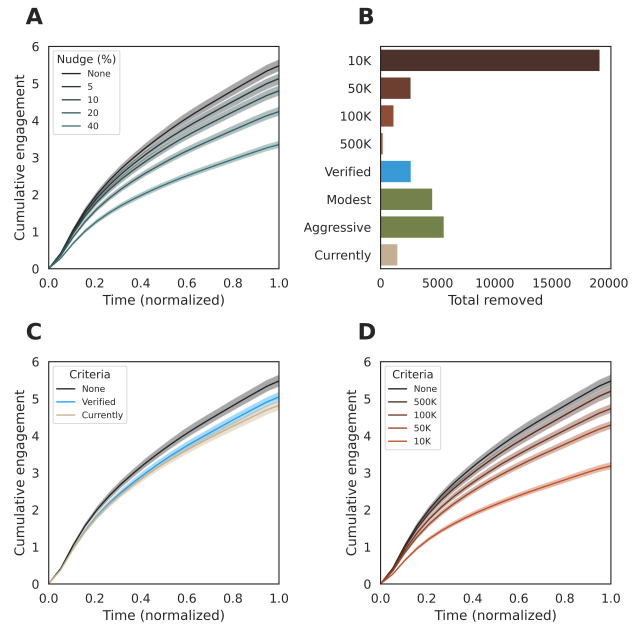 A
B
6
5
4
3
2
1
0
Cumulative engagement
Nudge (%)
None
5
10
20
40
0.0 0.2 0.4 0.6 0.8 1.0
Time (normalized)
10K
50K
100K
500K
Verified
Modest
Aggressive
Currently
0 5000 10000 15000 20000
Total removed
C
D
6
5
4
3
2
1
0
Cumulative engagement
Criteria
None
Verified
Currently
0.0 0.2 0.4 0.6 0.8 1.0
Time (normalized)
6
5
4
3
2
1
0
Cumulative engagement
Criteria
None
500K
100K
50K
10K
0.0 0.2 0.4 0.6 0.8 1.0
Time (normalized)